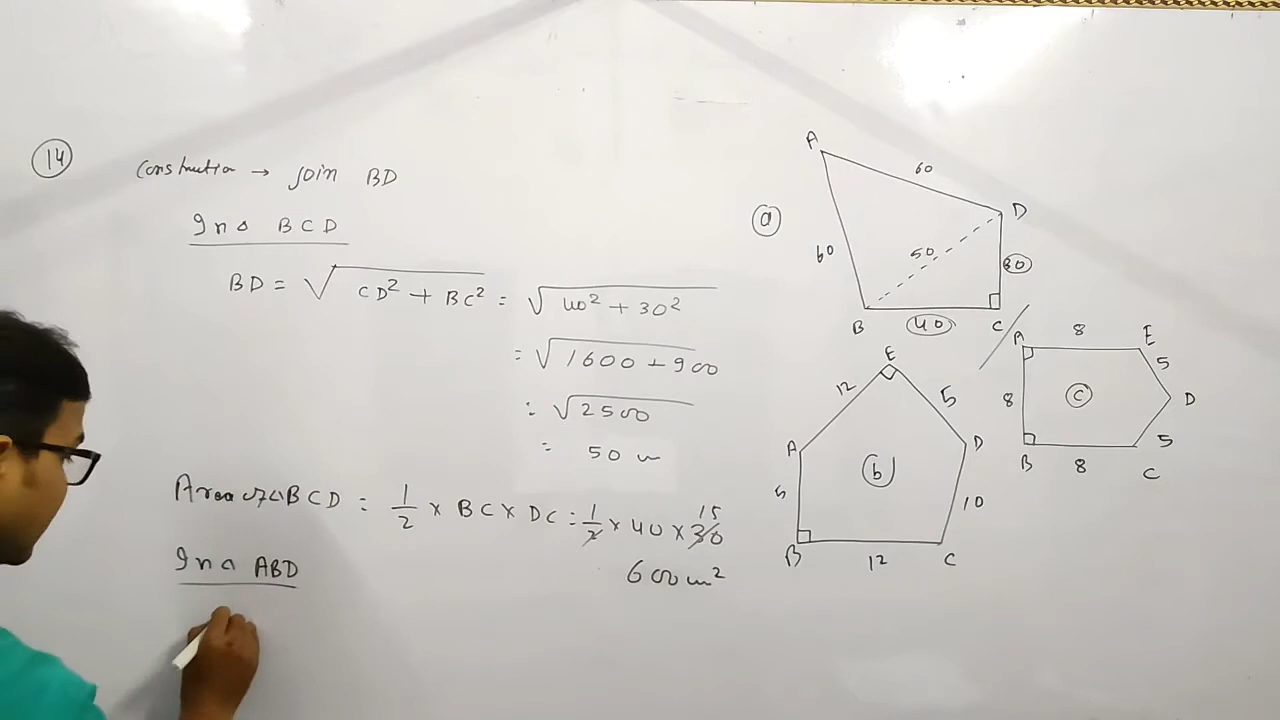 14
Construction → Join BD
In △ BCD
BD = √CD² + BC² = √40² + 30²
= √1600 + 900
= √2500
= 50 m
Area of △BCD = 1/2 × BC × DC = 1/2 × 40 × 30 15
600 m²
In △ ABD
a
A
60
D
60
50
30
B
40
C
E
12
5
A
D
b
5
10
B
12
C
A
8
E
5
8
C
D
5
B
8
C